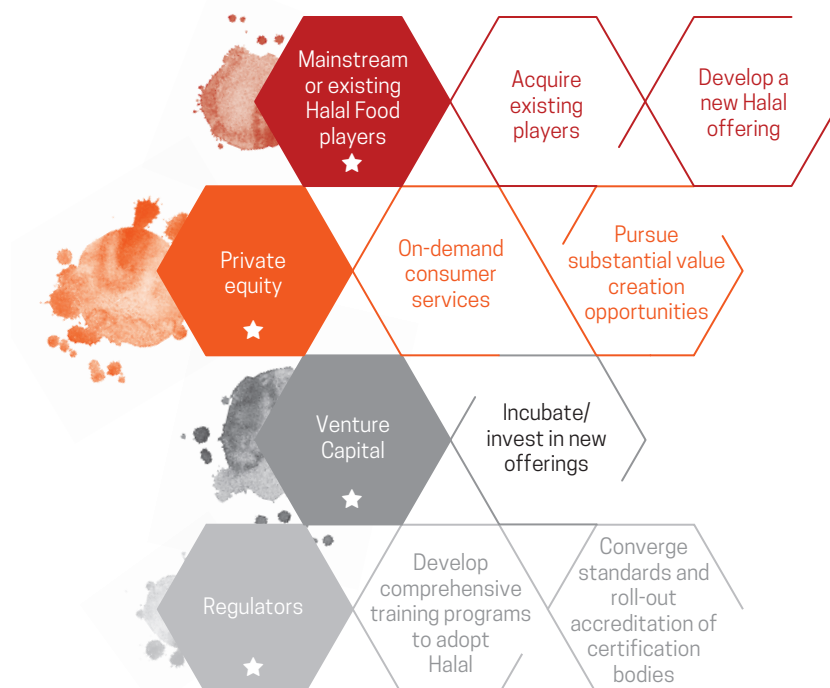 Mainstream
or existing
Halal Food
players
Acquire
existing
players
Develop a
new Halal
offering
Private
equity
On-demand
consumer
services
Pursue
substantial value
creation
opportunities
Venture
Capital
Incubate/
invest in new
offerings
Regulators
Develop
comprehensive
training programs
to adopt
Halal
Converge
standards and
roll-out
accreditation of
certification
bodies